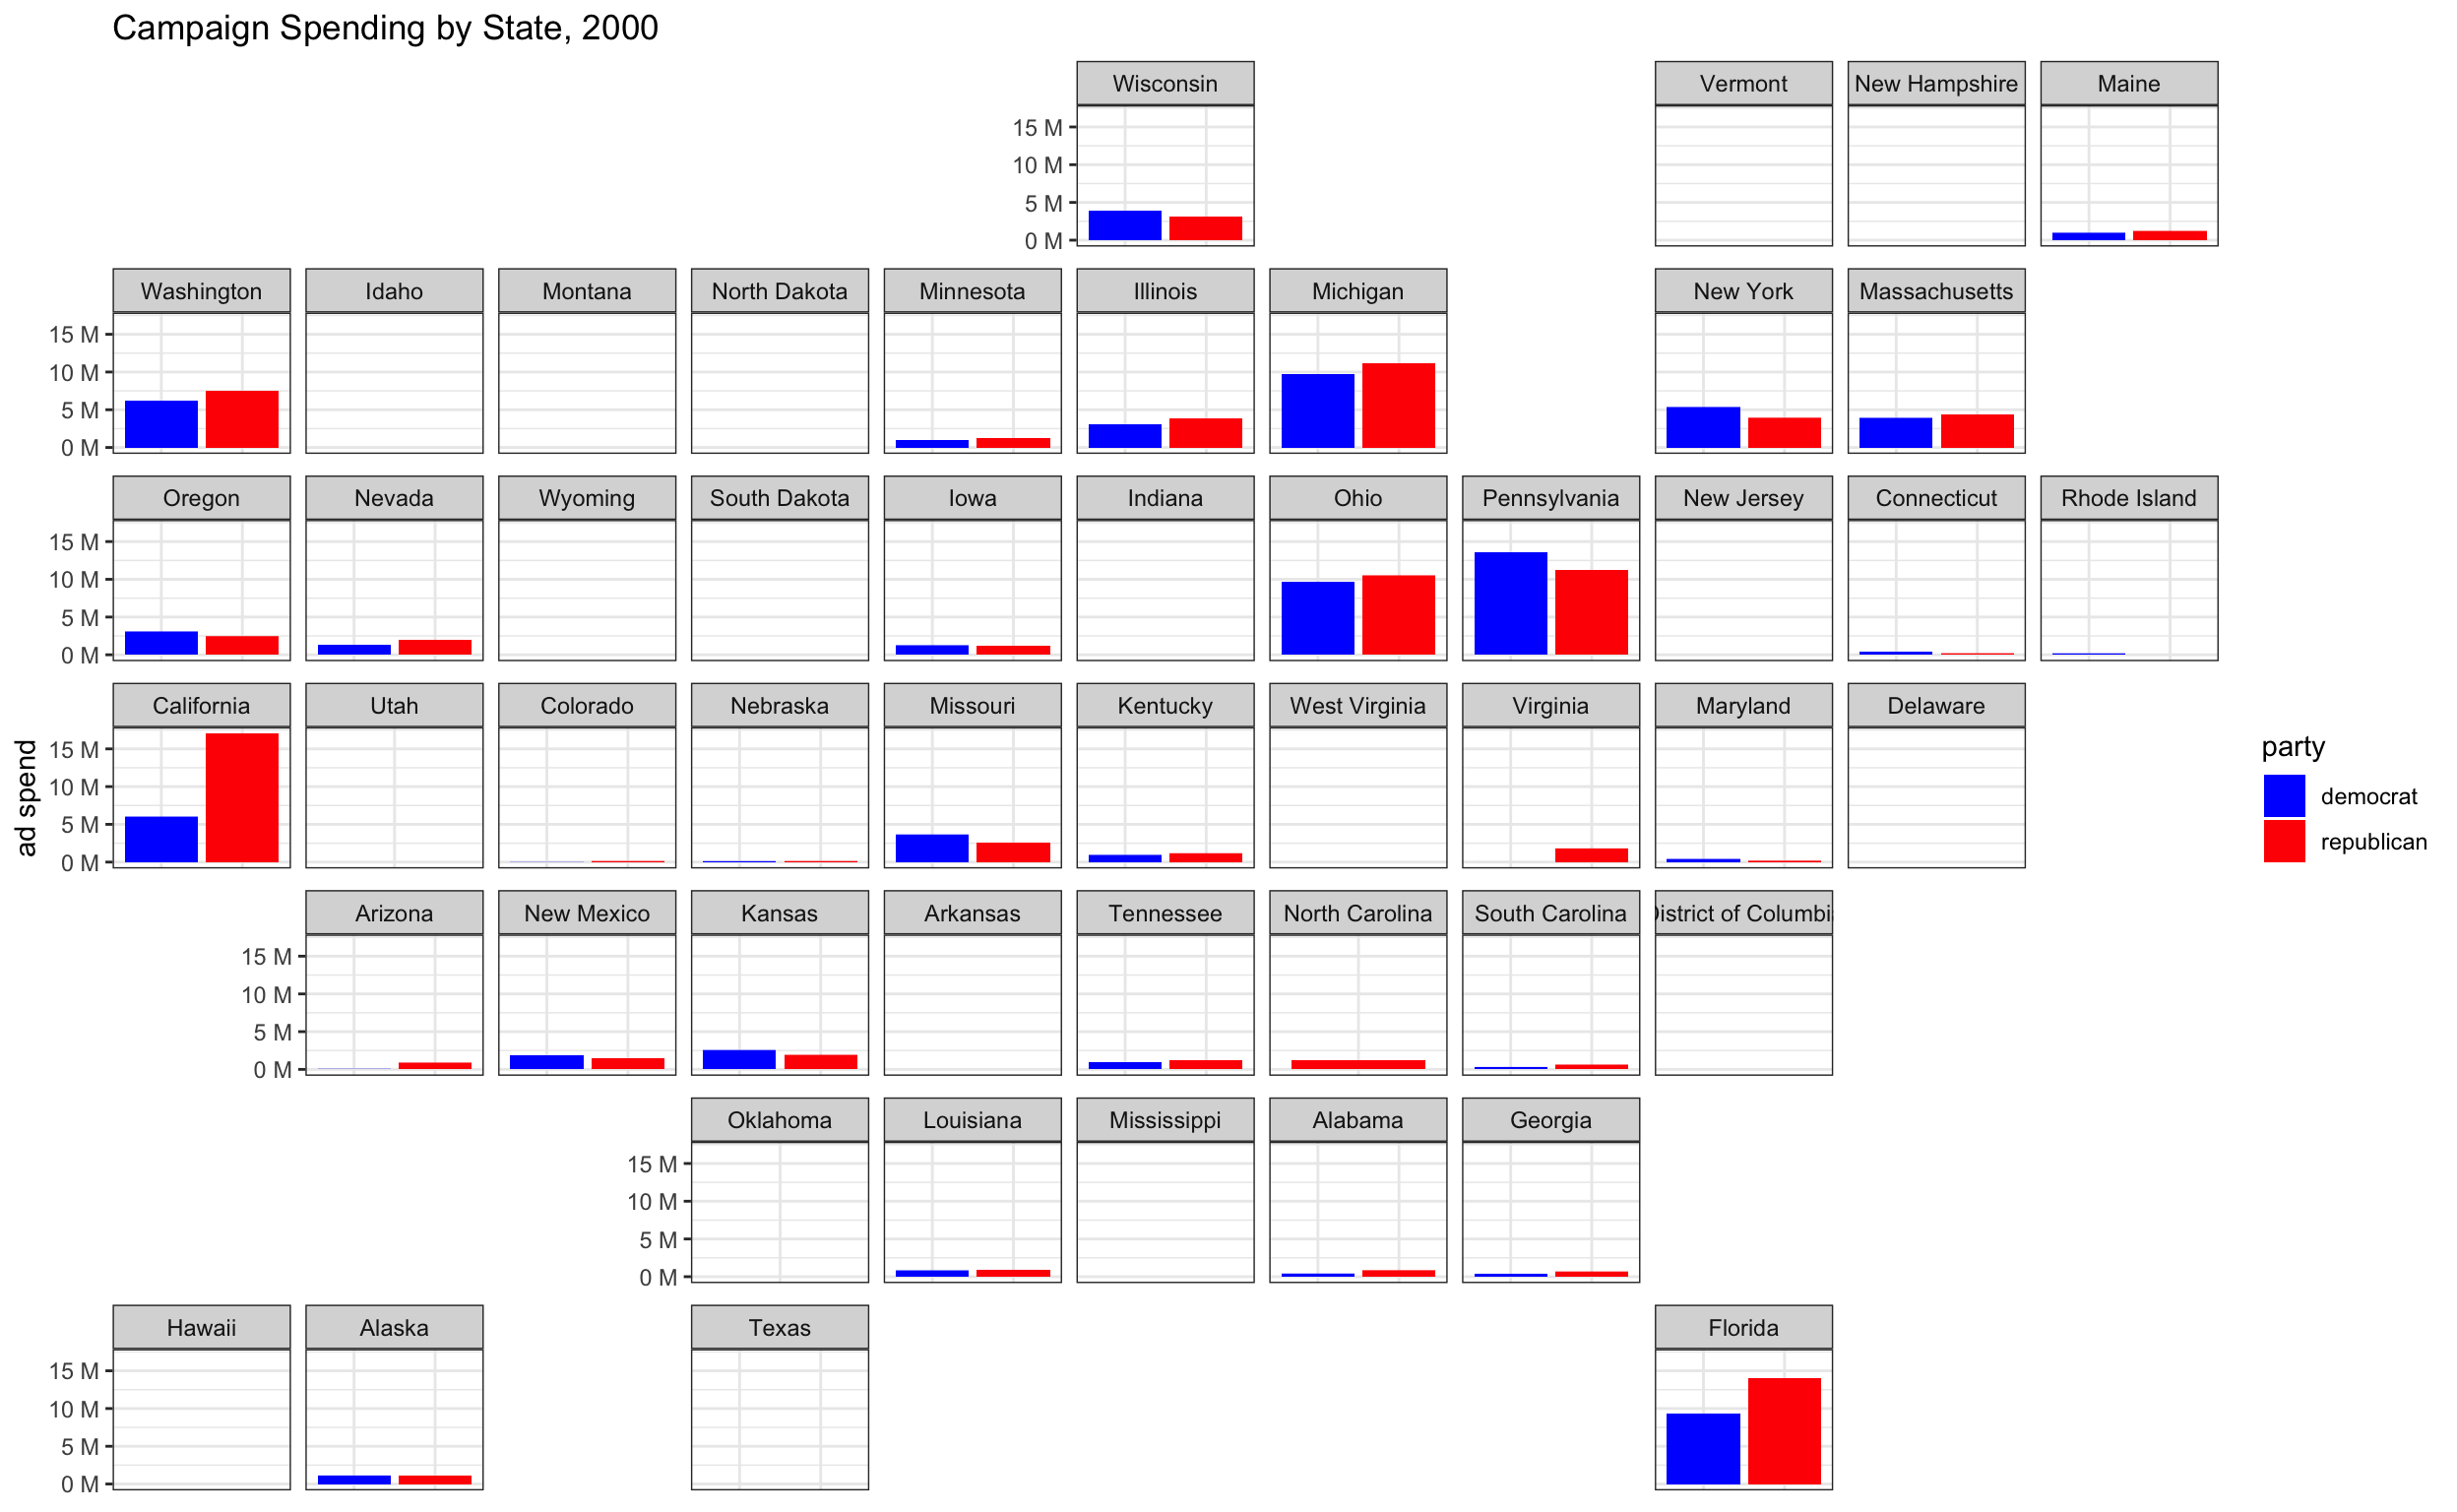 Campaign Spending by State, 2000
Wisconsin Vermont New Hampshire Maine
15 M
10 M
5 M
0 M
Washington Idaho Montana North Dakota Minnesota Illinois Michigan New York Massachusetts
15 M
10 M
5 M
0 M
Oregon Nevada Wyoming South Dakota Iowa Indiana Ohio Pennsylvania New Jersey Connecticut Rhode Island
15 M
10 M
5 M
0 M
California Utah Colorado Nebraska Missouri Kentucky West Virginia Virginia Maryland Delaware
15 M
10 M
5 M
0 M
ad spend
party
democrat
republican
Arizona New Mexico Kansas Arkansas Tennessee North Carolina South Carolina istrict of Columbi
15 M
10 M
5 M
0 M
Oklahoma Louisiana Mississippi Alabama Georgia
15 M
10 M
5 M
0 M
Hawaii Alaska Texas Florida
15 M
10 M
5 M
0 M